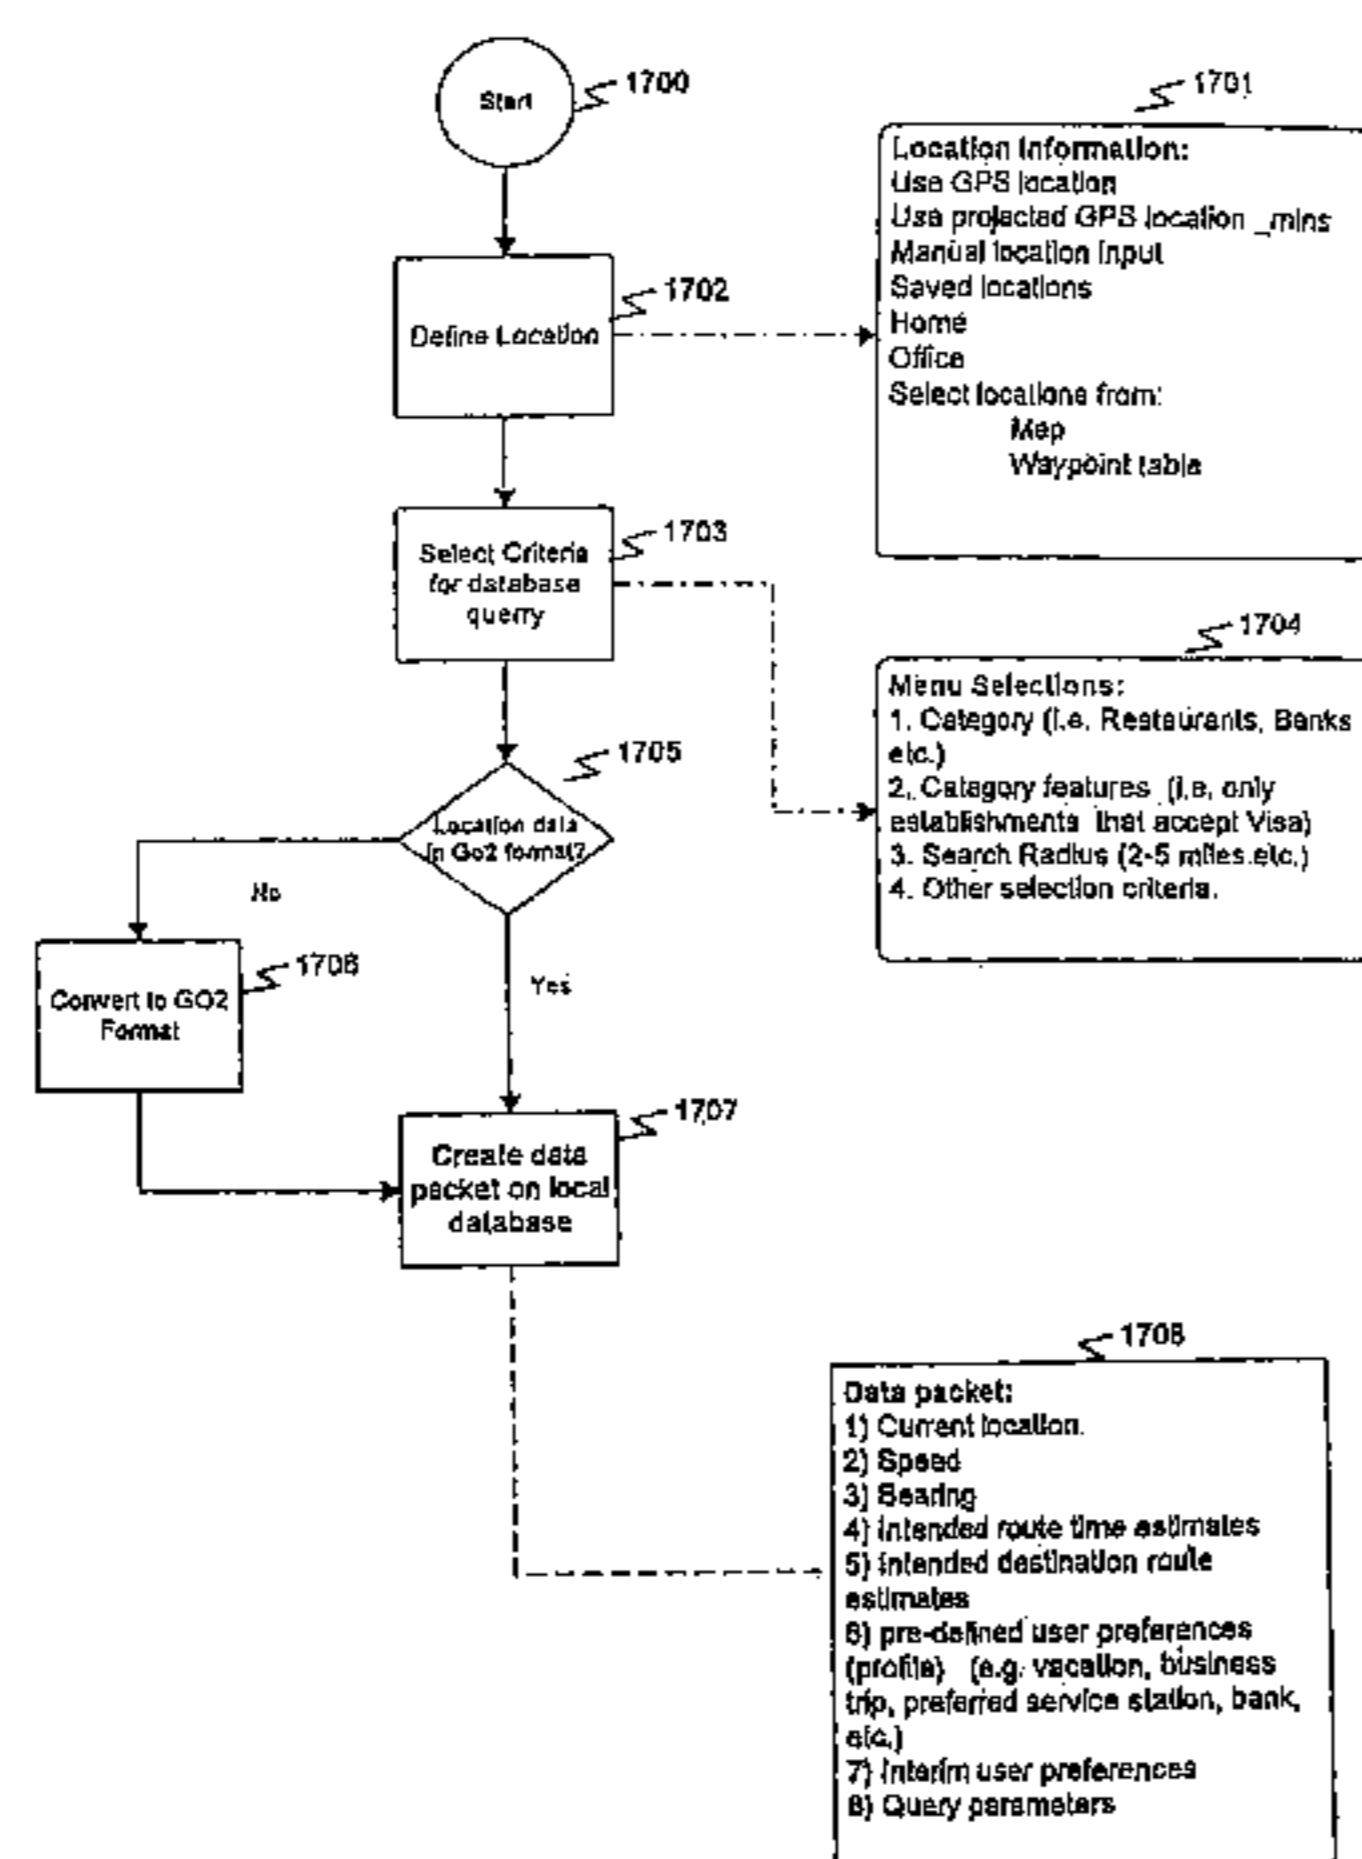 Start
1700
1701
Location Information:
Use GPS location
Use projected GPS location _mins
Manual location input
Saved locations
Home
Office
Select locations from:
Map
Waypoint table
1702
Define Location
1703
Select Criteria
for database
querry
1704
Menu Selections:
1. Category (i.e. Restaurants, Banks
etc.)
2. Catagory features (i.e. only
establishments that accept Visa)
3. Search Radius (2-5 miles.etc.)
4. Other selection criteria.
1705
Location data
in Go2 format?
No
Yes
1706
Convert to GO2
Format
1707
Create data
packet on local
database
1708
Data packet:
1) Current location.
2) Speed
3) Bearing
4) Intended route time estimates
5) Intended destination route
estimates
6) pre-defined user preferences
(profile) (e.g. vacation, business
trip, preferred service station, bank,
etc.)
7) Interim user preferences
8) Query parameters